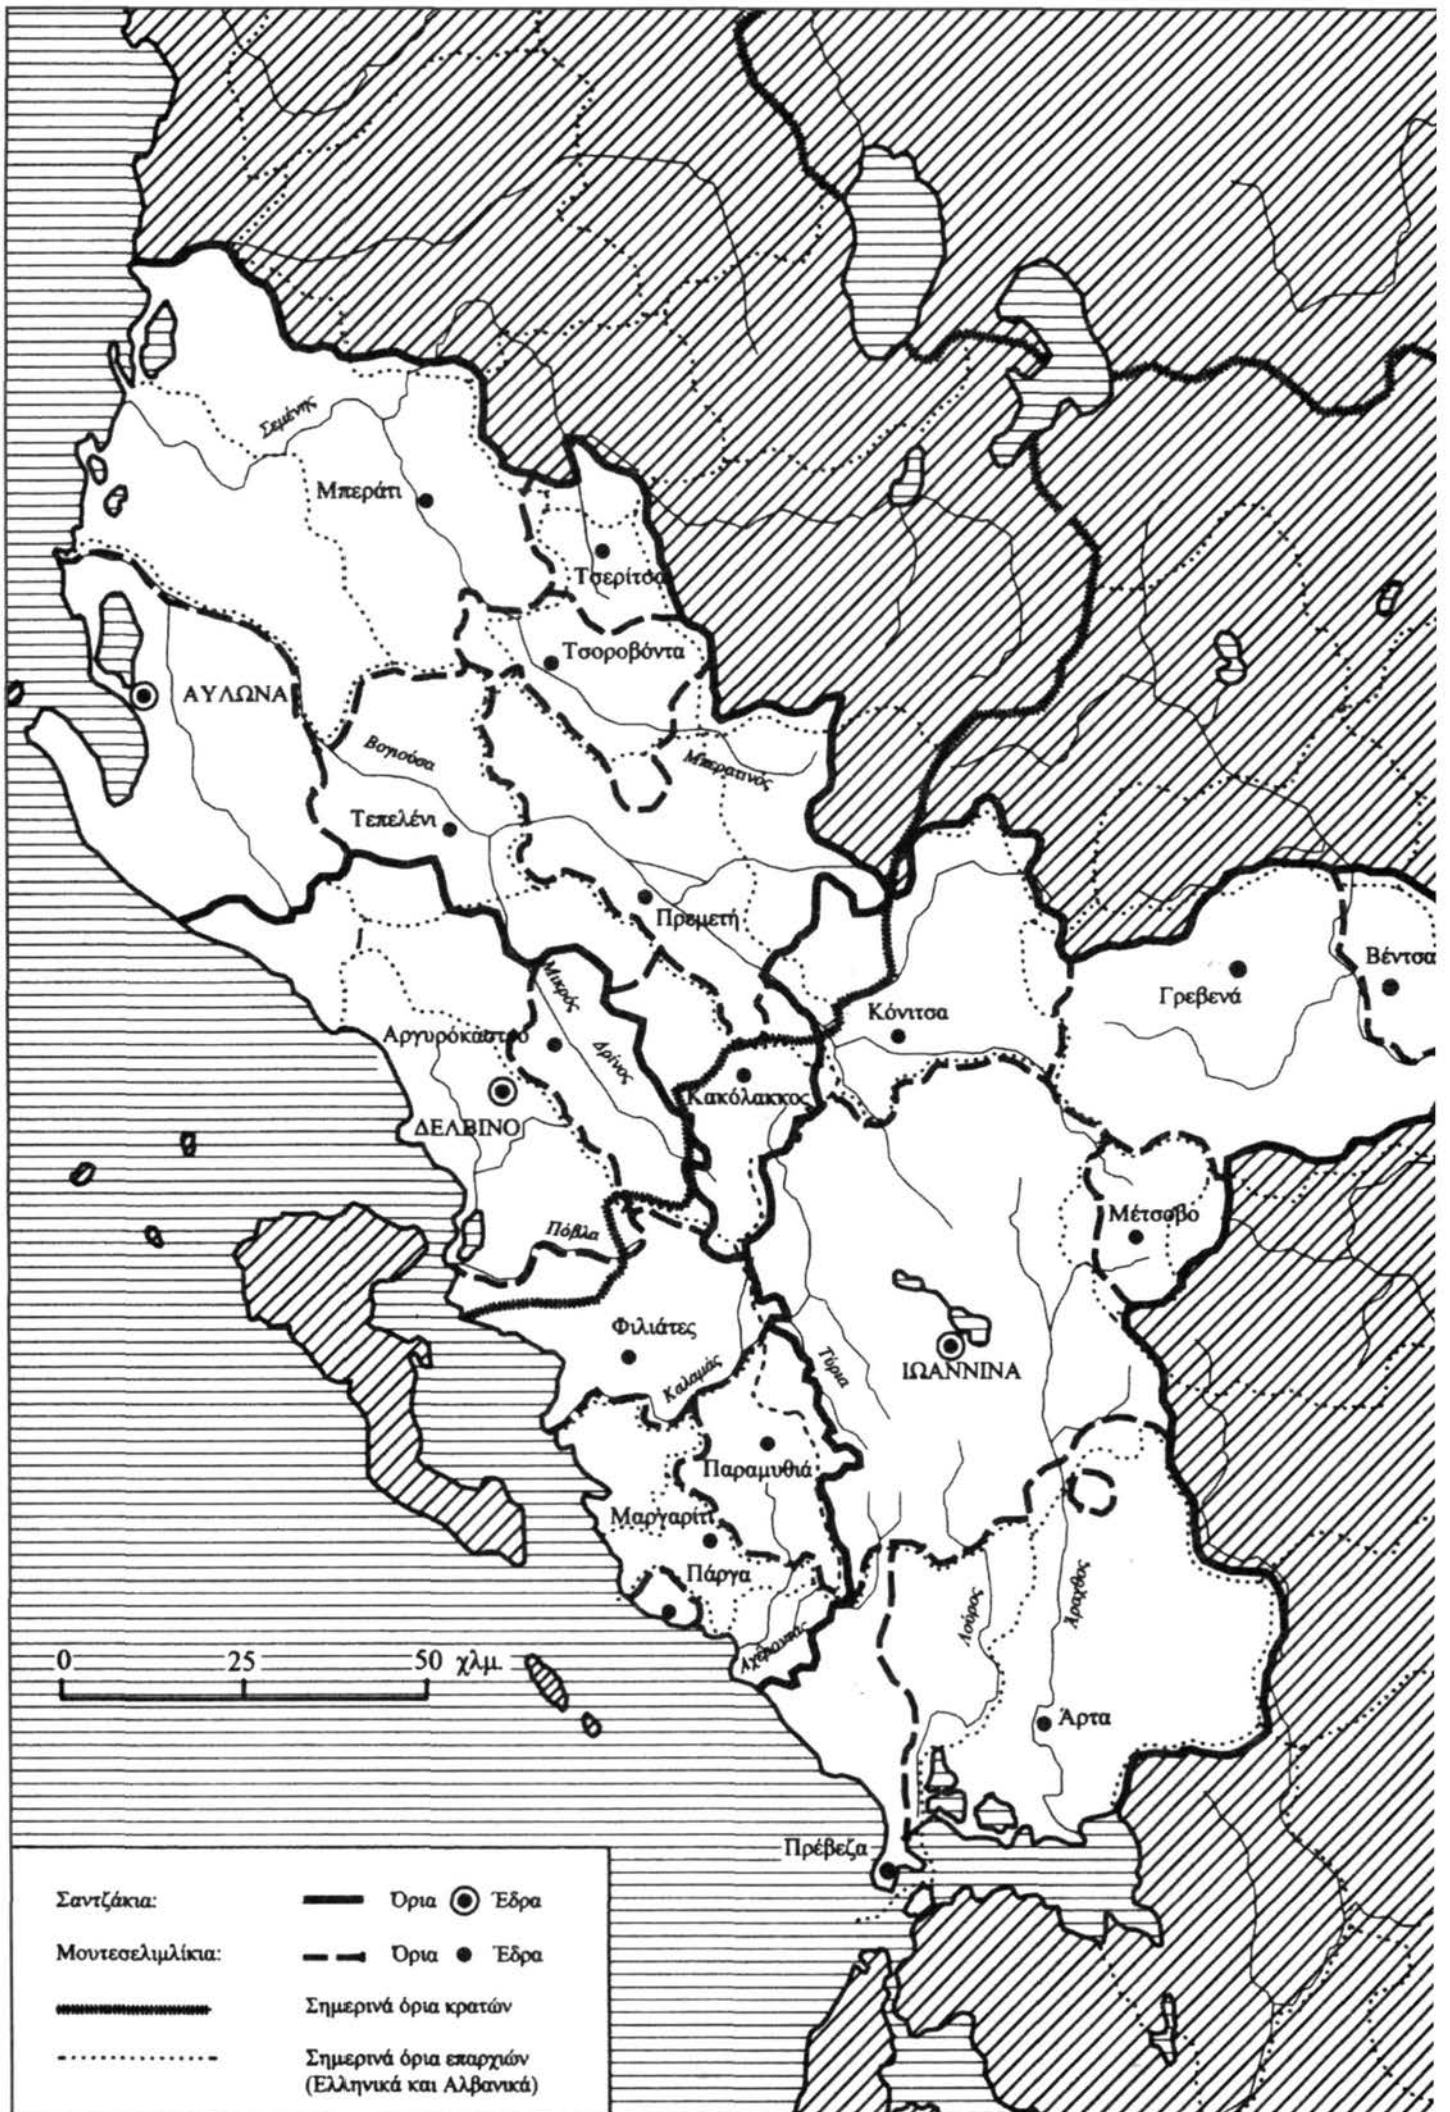 Σεμένης
Μπεράτι
Τσερίτσα
Τσοροβόντα
ΑΥΛΩΝΑ
Βογιούσα
Μπερατινός
Τεπελένι
Πρεμετή
Βέντσα
Γρεβενά
Μικρός
Δρίνος
Κόνιτσα
Αργυρόκαστρο
Κακόλακκος
ΔΕΛΒΙΝΟ
Μέτσοβο
Πόβλα
Φιλιάτες
Καλαμάς
Τύρια
ΙΩΑΝΝΙΝΑ
Παραμυθιά
Μαργαρίτι
Πάργα
Λούρος
Άραχθος
Αχέροντας
0 25 50 χλμ.
Άρτα
Πρέβεζα
Σαντζάκια: Όρια Έδρα
Μουτεσελιμλίκια: Όρια Έδρα
Σημερινά όρια κρατών
Σημερινά όρια επαρχιών
(Ελληνικά και Αλβανικά)